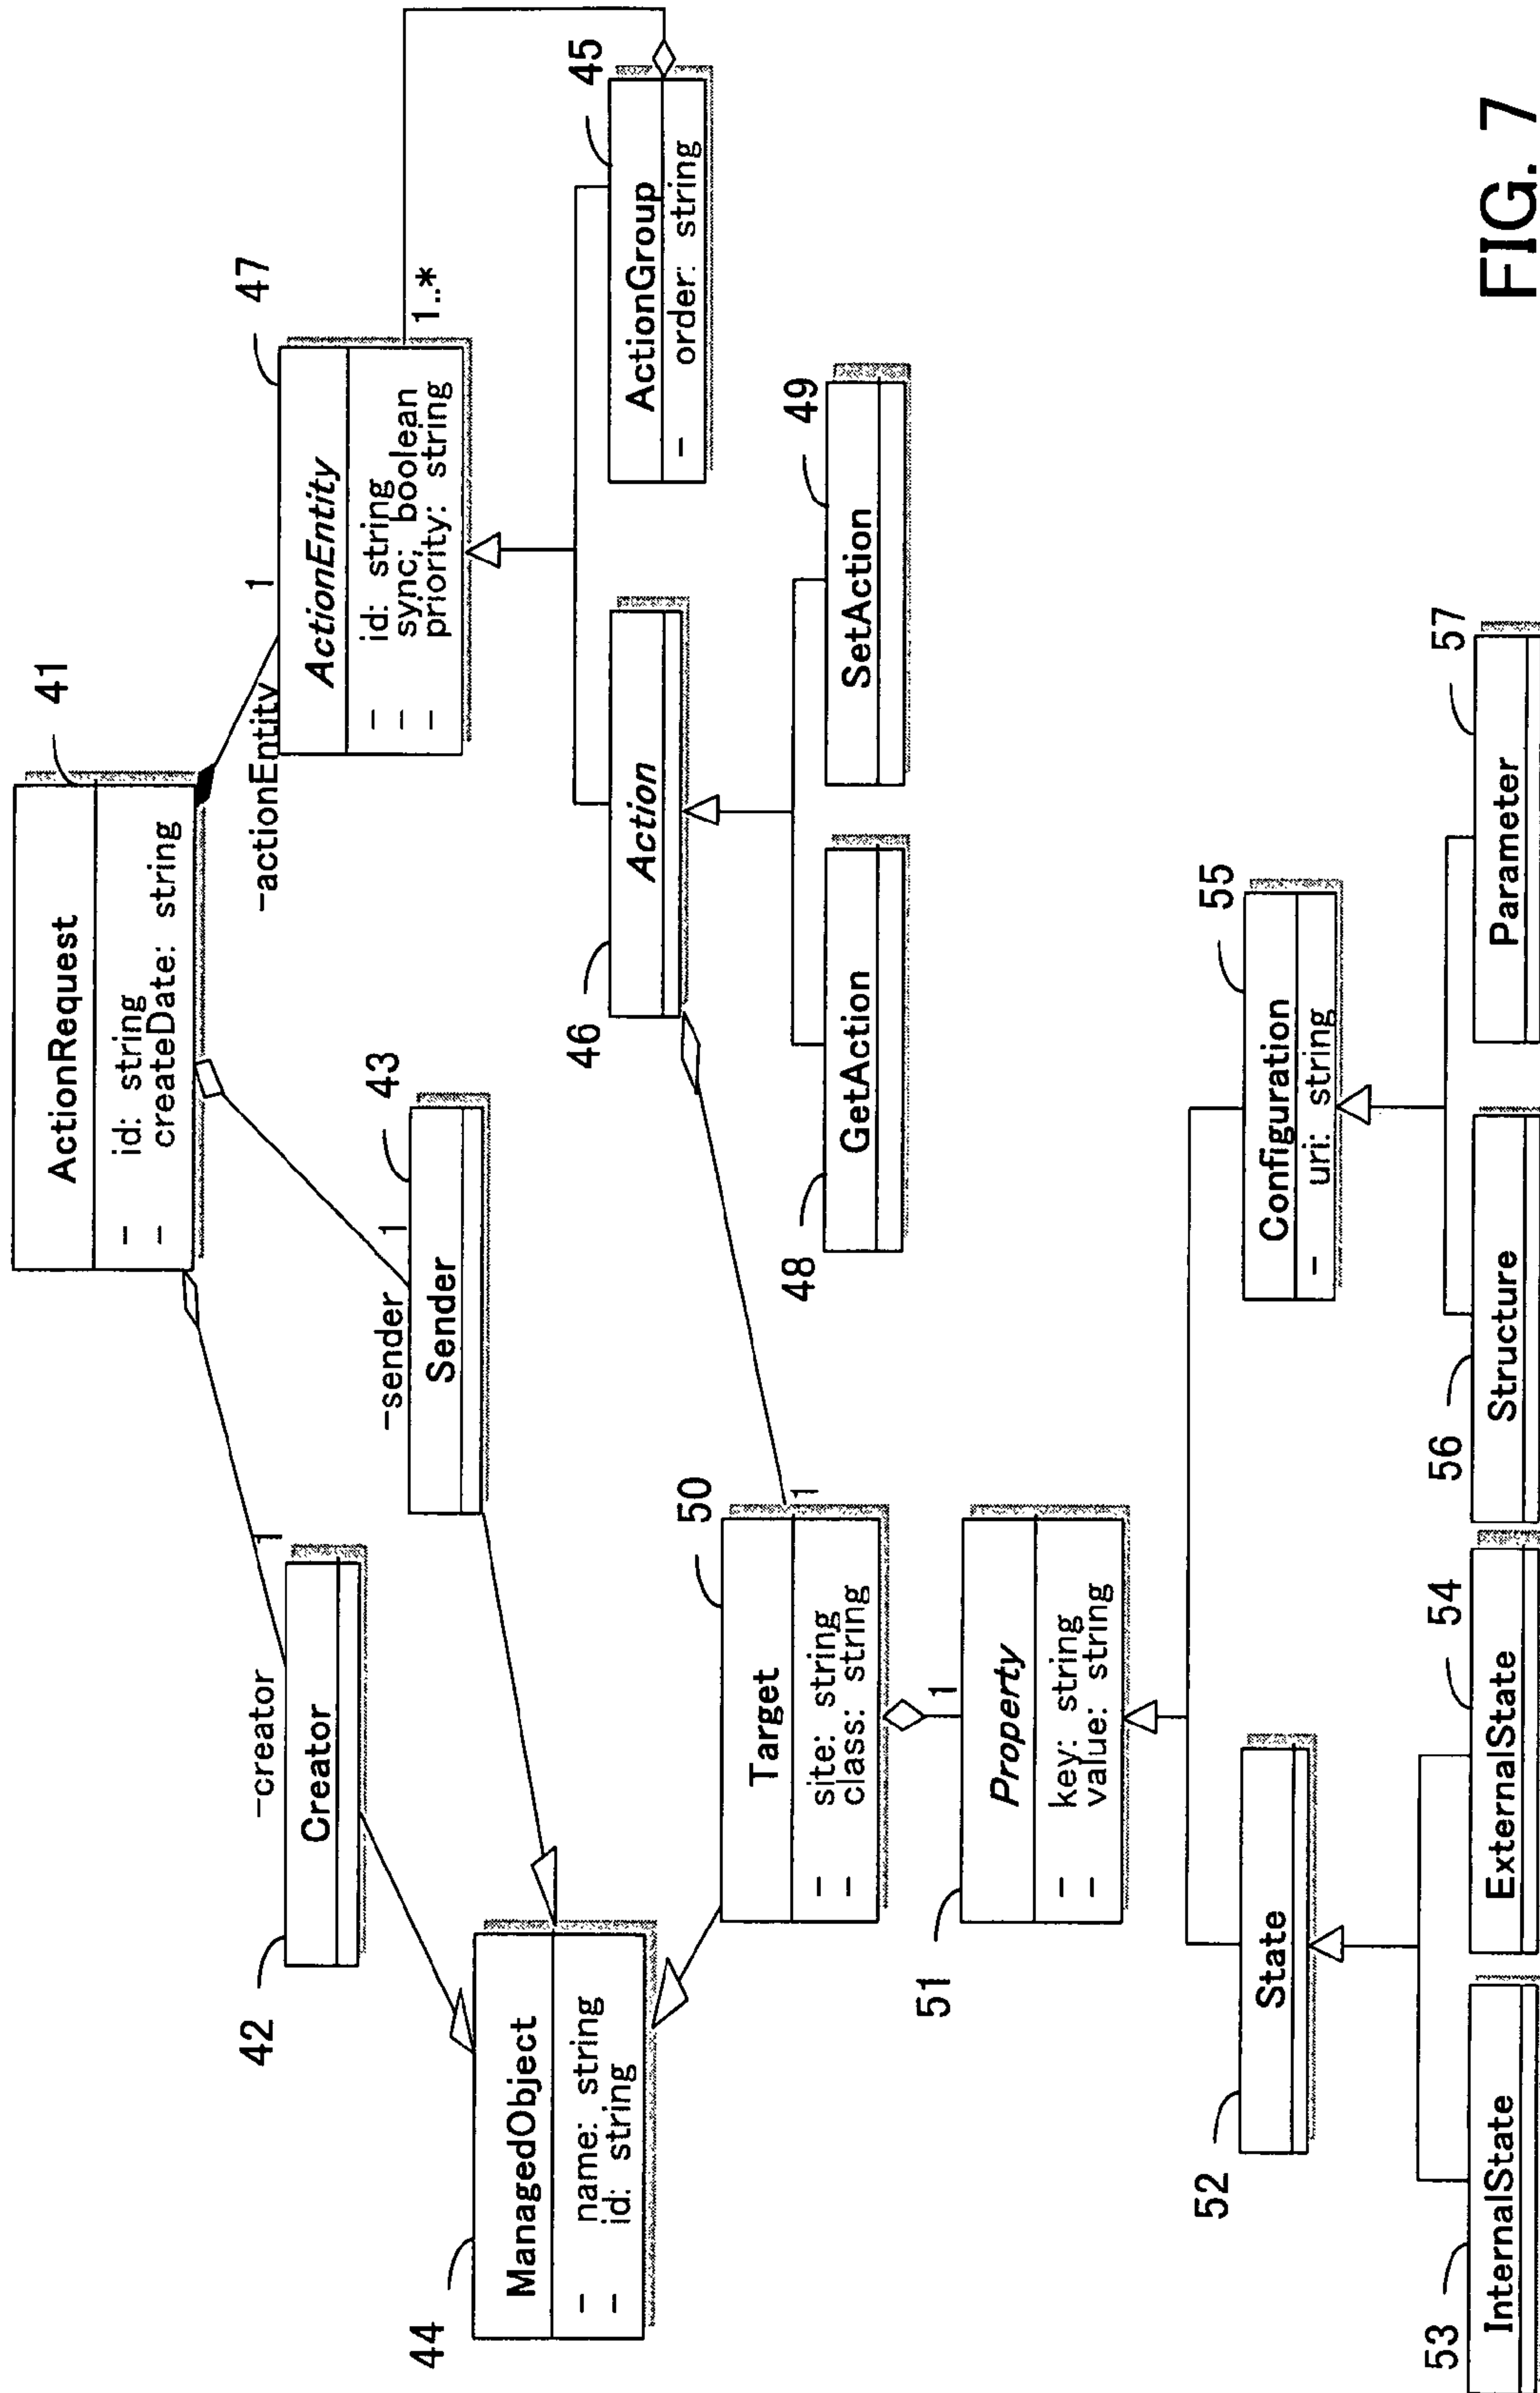 41
ActionRequest
– id: string
– createDate: string
–creator
1
42
Creator
–sender
1
43
Sender
–actionEntity
1
47
ActionEntity
– id: string
– sync; boolean
– priority: string
1..*
44
ManagedObject
– name: string
– id: string
46
Action
45
ActionGroup
– order: string
50
Target
– site: string
– class: string
1
48
GetAction
49
SetAction
51
Property
– key: string
– value: string
1
52
State
55
Configuration
– uri: string
53
InternalState
54
ExternalState
56
Structure
57
Parameter
FIG. 7